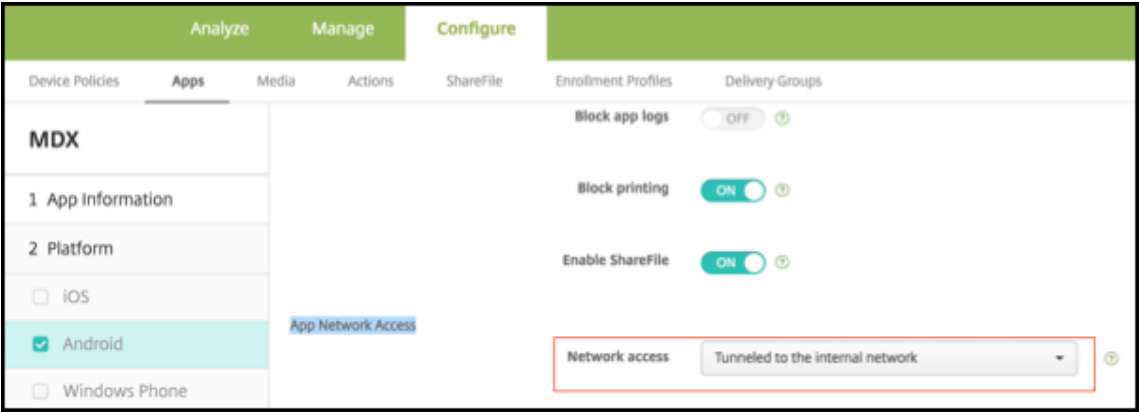 Analyze Manage Configure
Device Policies Apps Media Actions ShareFile Enrollment Profiles Delivery Groups
MDX
1 App Information
2 Platform
iOS
Android
Windows Phone
Block app logs OFF
Block printing ON
Enable ShareFile ON
App Network Access
Network access Tunneled to the internal network